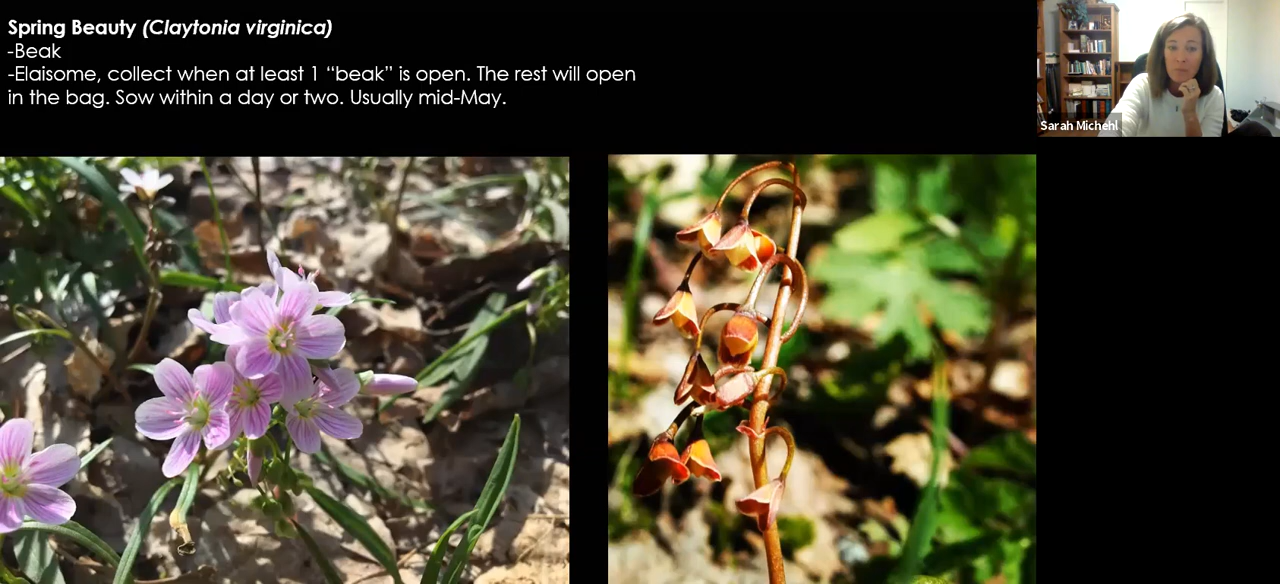 Spring Beauty (Claytonia virginica)
-Beak
-Elaisome, collect when at least 1 “beak” is open. The rest will open
in the bag. Sow within a day or two. Usually mid-May.
Sarah Michehl